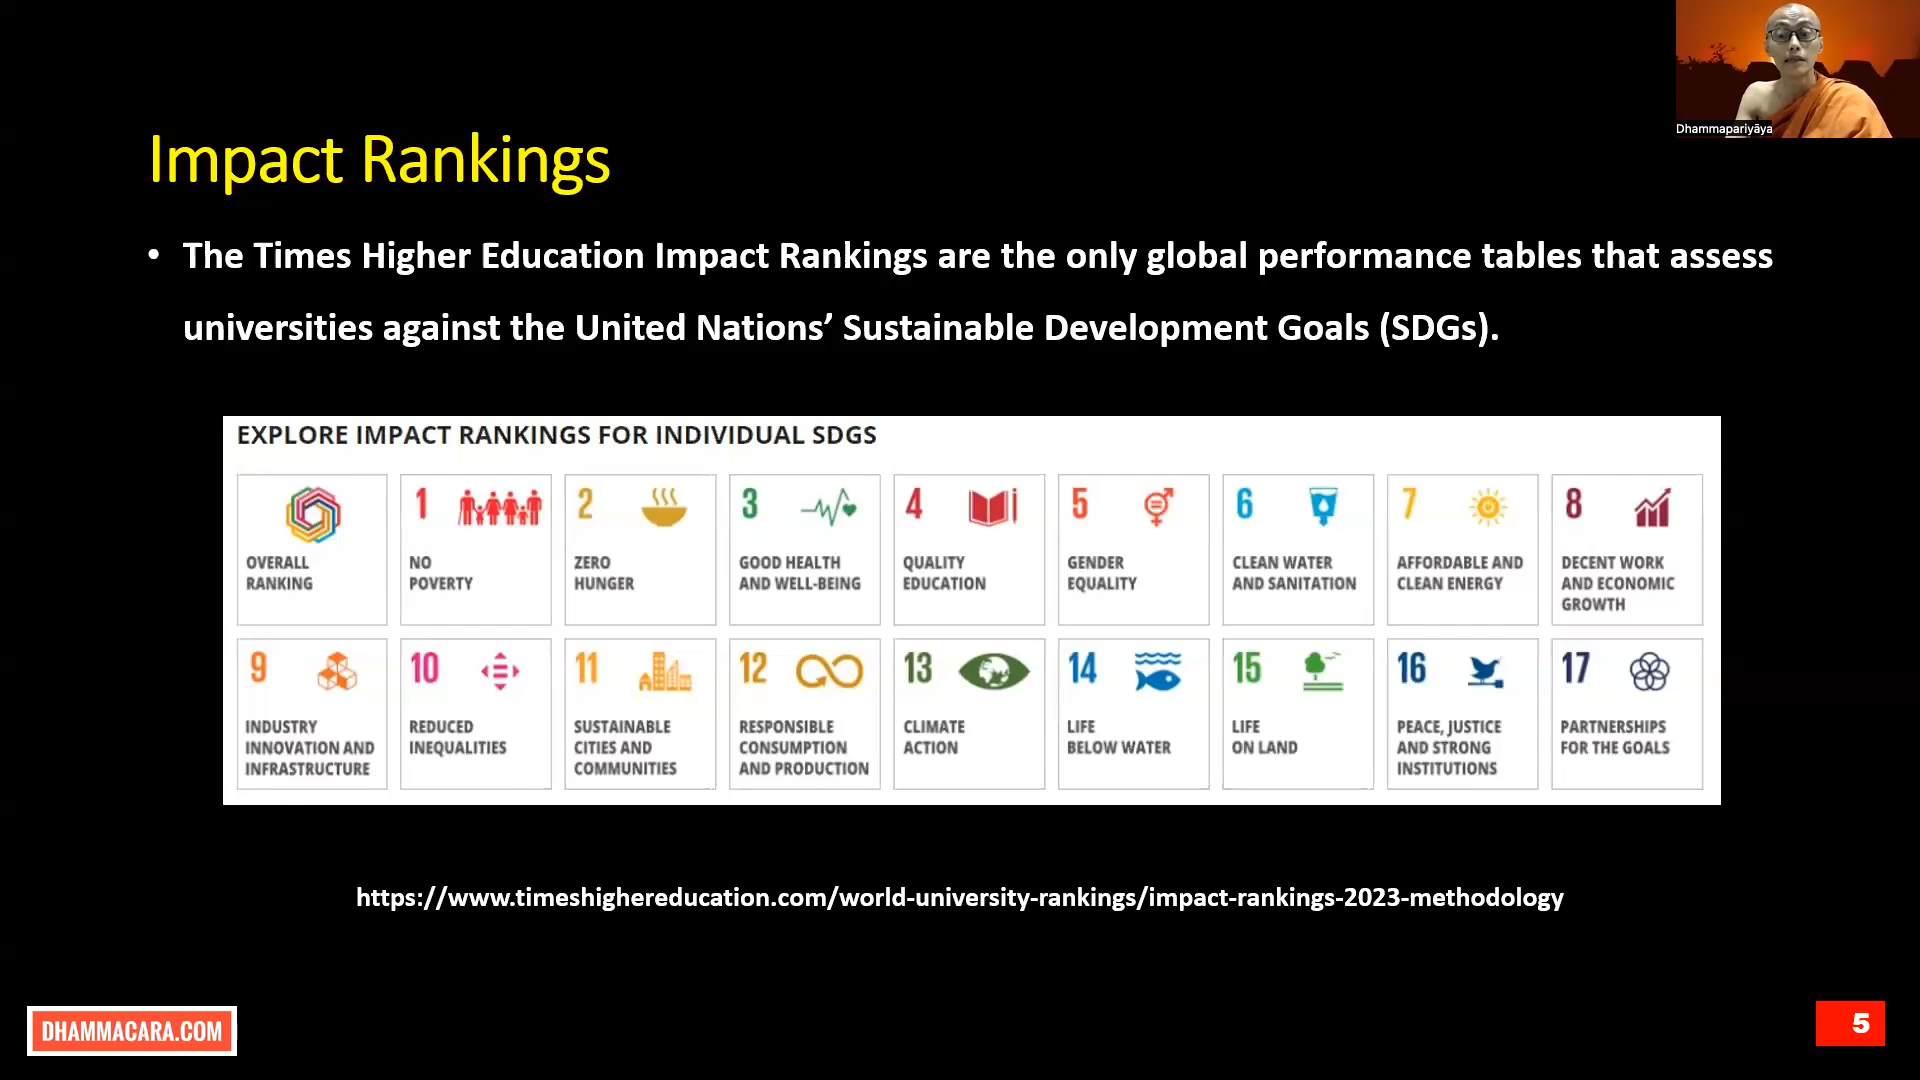 Dhammapariyāya
Impact Rankings
• The Times Higher Education Impact Rankings are the only global performance tables that assess
universities against the United Nations’ Sustainable Development Goals (SDGs).
EXPLORE IMPACT RANKINGS FOR INDIVIDUAL SDGS
OVERALL
RANKING
1
NO
POVERTY
2
ZERO
HUNGER
3
GOOD HEALTH
AND WELL-BEING
4
QUALITY
EDUCATION
5
GENDER
EQUALITY
6
CLEAN WATER
AND SANITATION
7
AFFORDABLE AND
CLEAN ENERGY
8
DECENT WORK
AND ECONOMIC
GROWTH
9
INDUSTRY
INNOVATION AND
INFRASTRUCTURE
10
REDUCED
INEQUALITIES
11
SUSTAINABLE
CITIES AND
COMMUNITIES
12
RESPONSIBLE
CONSUMPTION
AND PRODUCTION
13
CLIMATE
ACTION
14
LIFE
BELOW WATER
15
LIFE
ON LAND
16
PEACE, JUSTICE
AND STRONG
INSTITUTIONS
17
PARTNERSHIPS
FOR THE GOALS
https://www.timeshighereducation.com/world-university-rankings/impact-rankings-2023-methodology
DHAMMACARA.COM
5